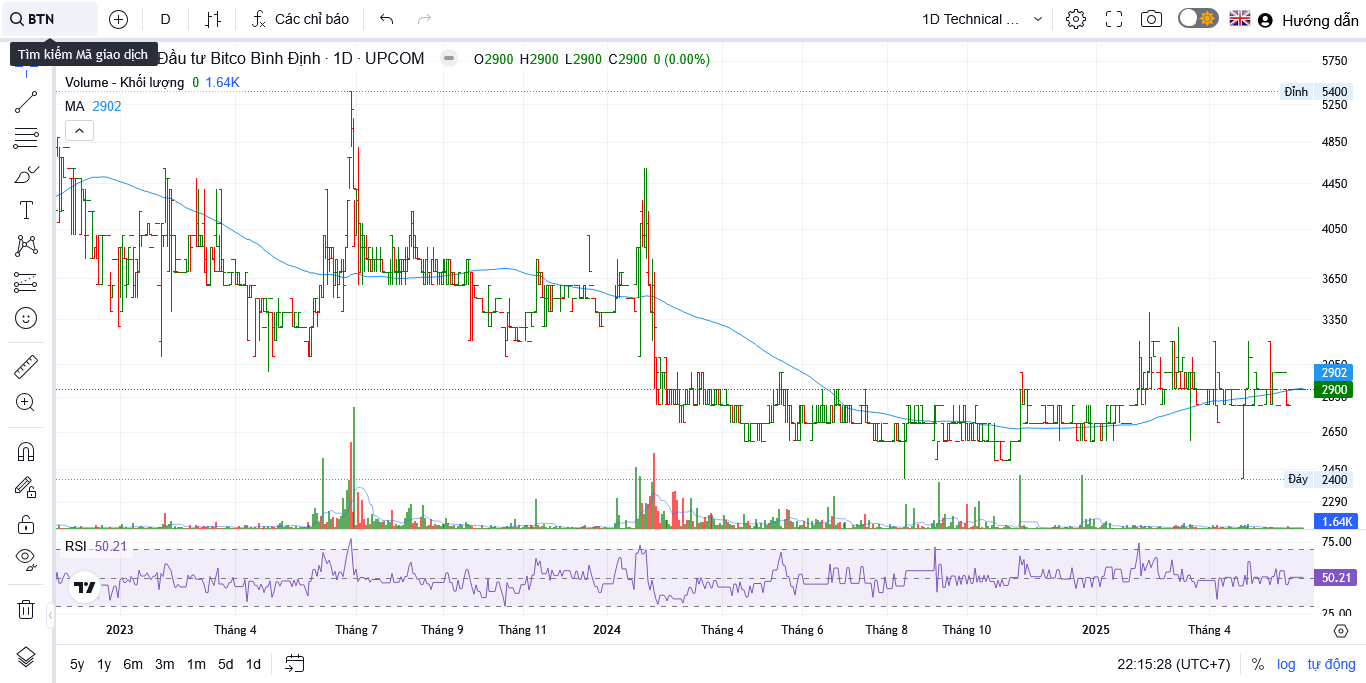 BTN D Các chỉ báo 1D Technical ... Hướng dẫn
Tìm kiếm Mã giao dịch
Đầu tư Bitco Bình Định · 1D · UPCOM O2900 H2900 L2900 C2900 0 (0.00%)
Volume - Khối lượng 0 1.64K
MA 2902
5750
Đỉnh 5400
5250
4850
4450
4050
3650
3350
3050
2902
2900
2850
2650
2450
Đáy 2400
2290
1.64K
RSI 50.21
75.00
50.21
25.00
2023 Tháng 4 Tháng 7 Tháng 9 Tháng 11 2024 Tháng 4 Tháng 6 Tháng 8 Tháng 10 2025 Tháng 4
5y 1y 6m 3m 1m 5d 1d 22:15:28 (UTC+7) % log tự động